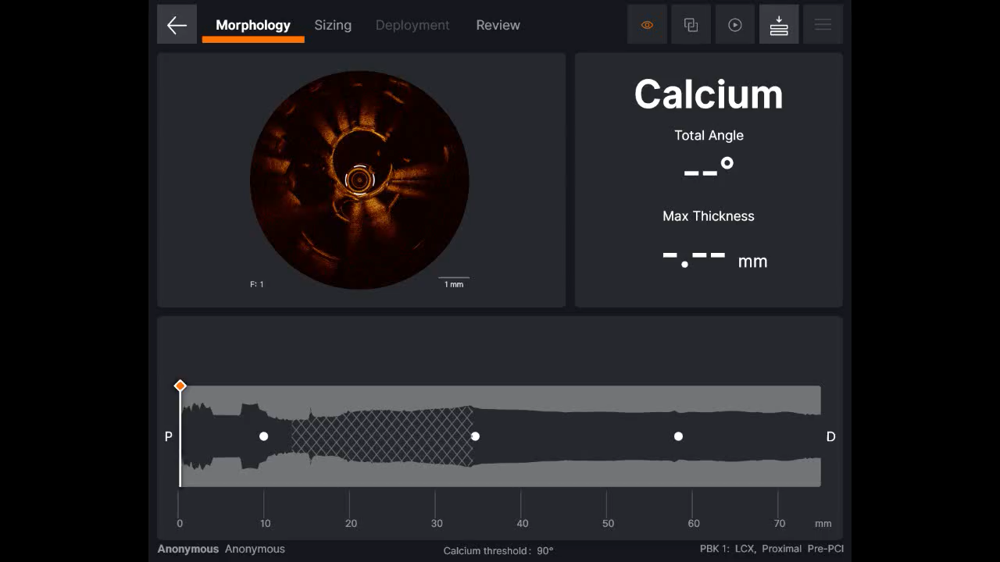 Morphology Sizing Deployment Review
Calcium
Total Angle
--°
Max Thickness
-.-- mm
F: 1
1 mm
P
D
0 10 20 30 40 50 60 70 mm
Anonymous Anonymous
Calcium threshold: 90°
PBK 1: LCX, Proximal Pre-PCI